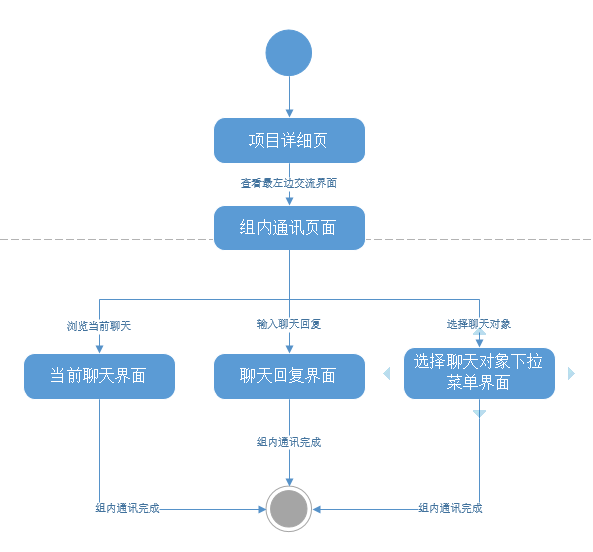 项目详细页
查看最左边交流界面
组内通讯页面
浏览当前聊天
输入聊天回复
选择聊天对象
当前聊天界面
聊天回复界面
选择聊天对象下拉
菜单界面
组内通讯完成
组内通讯完成
组内通讯完成